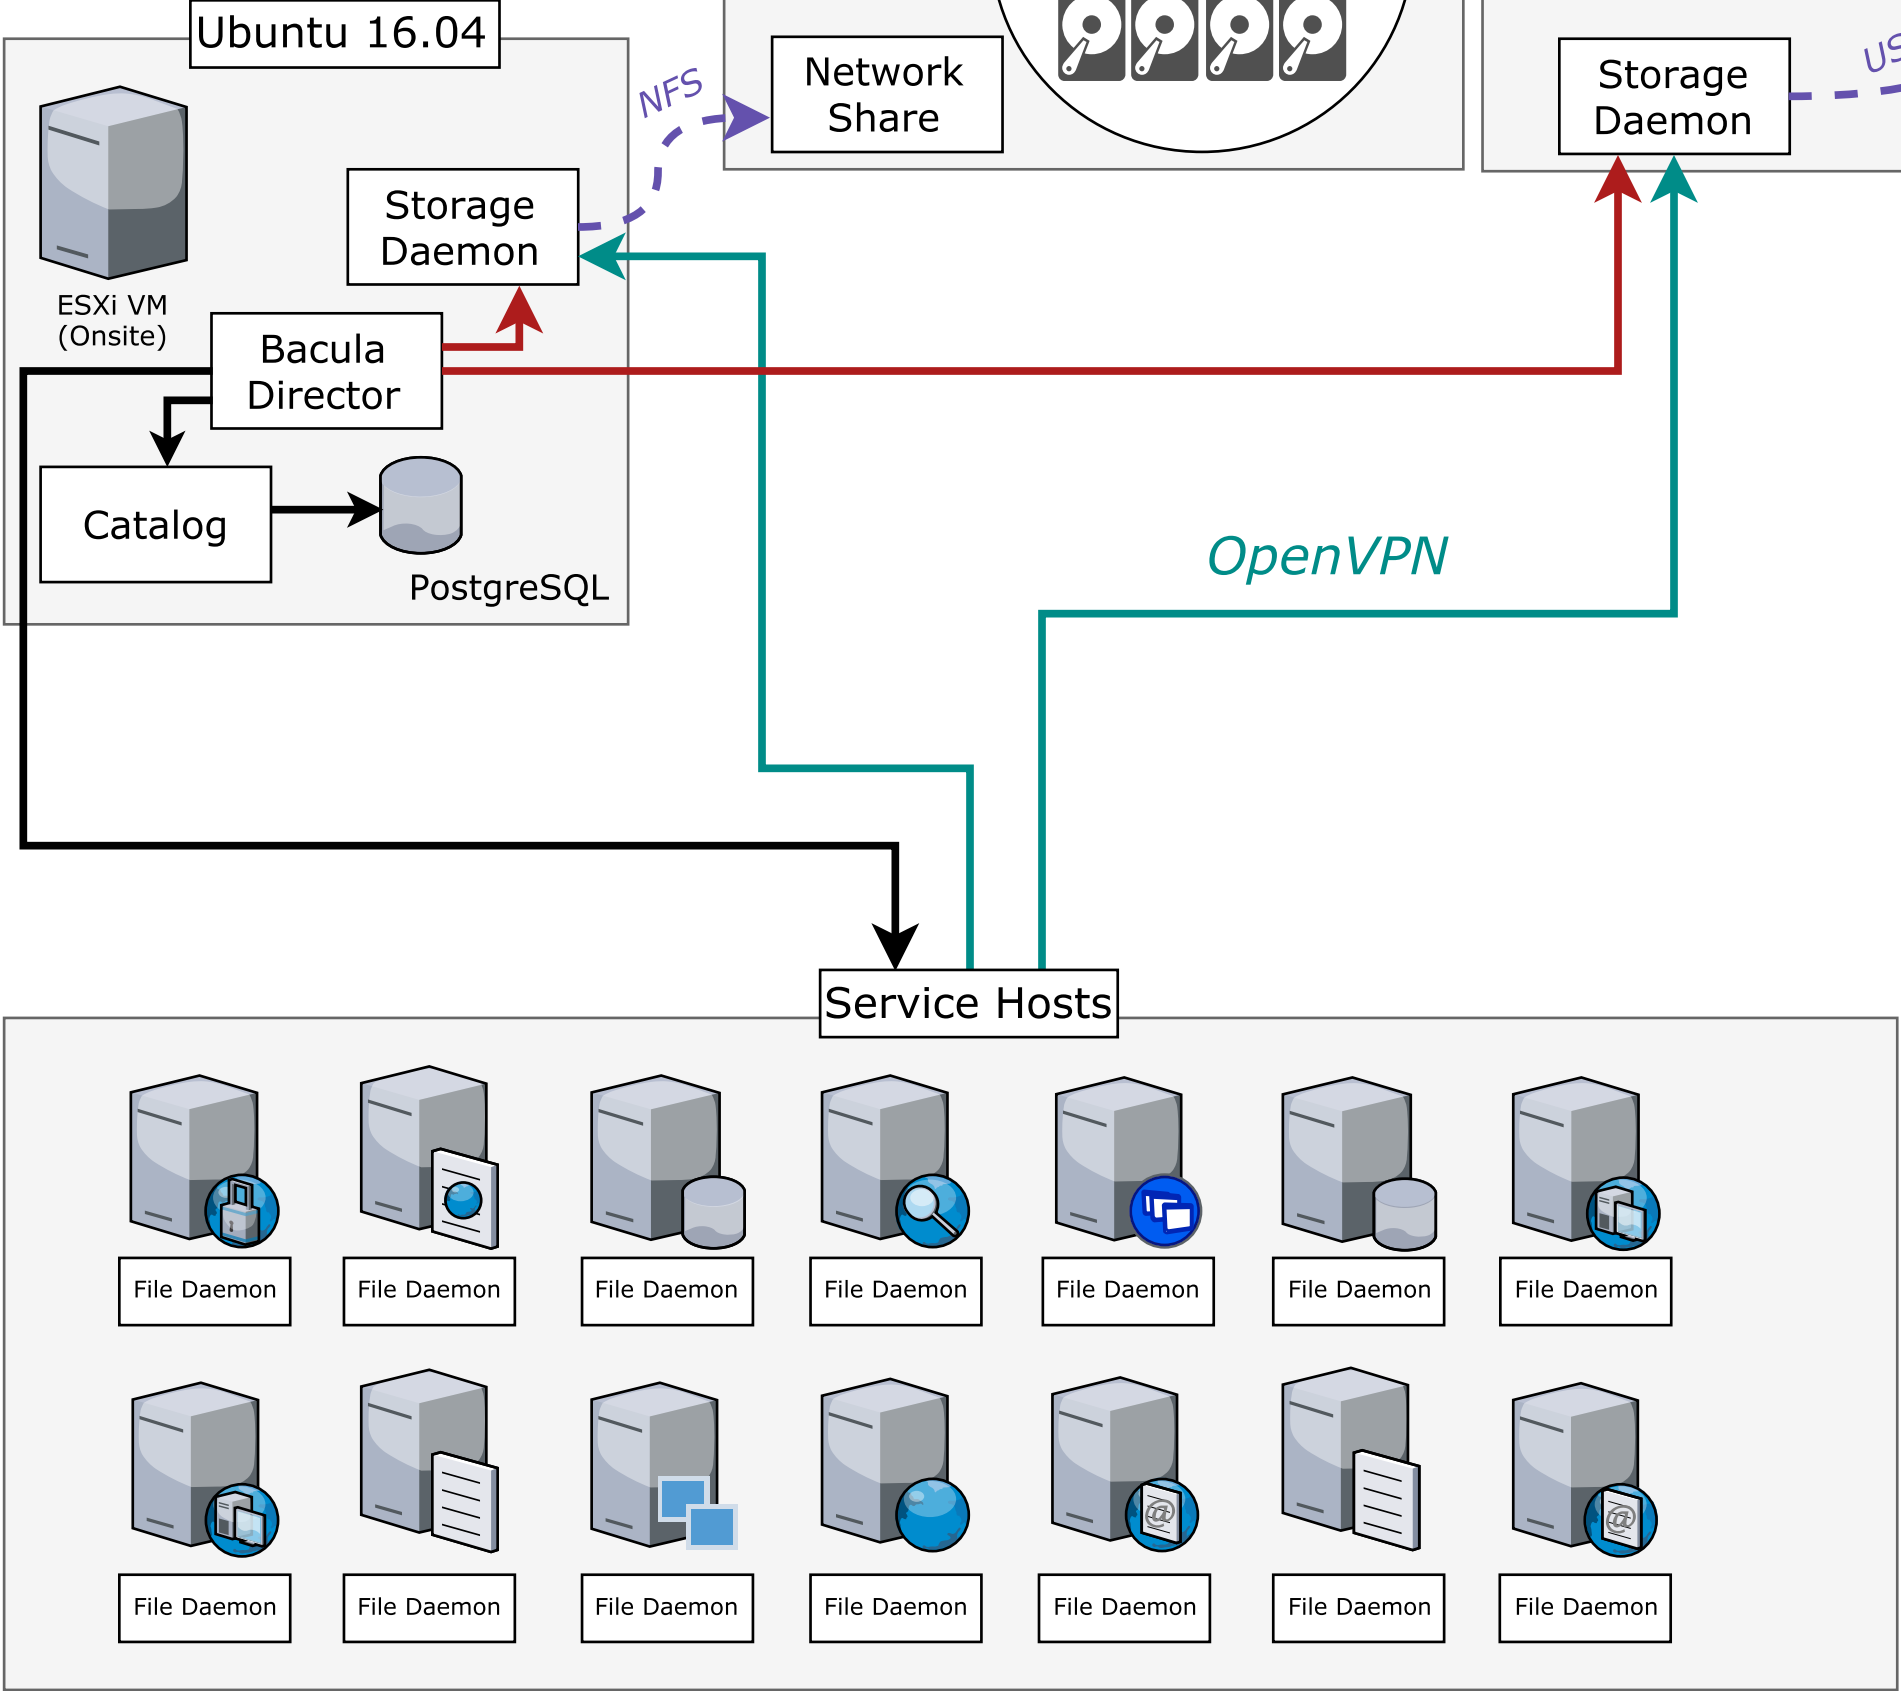 Ubuntu 16.04
ESXi VM
(Onsite)
Storage
Daemon
NFS
Network
Share
Storage
Daemon
US
Bacula
Director
Catalog
PostgreSQL
OpenVPN
Service Hosts
File Daemon
File Daemon
File Daemon
File Daemon
File Daemon
File Daemon
File Daemon
@
@
File Daemon
File Daemon
File Daemon
File Daemon
File Daemon
File Daemon
File Daemon